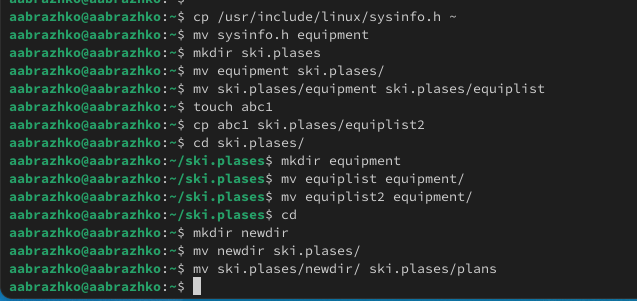 aabrazhko@aabrazhko:~$ cp /usr/include/linux/sysinfo.h ~
aabrazhko@aabrazhko:~$ mv sysinfo.h equipment
aabrazhko@aabrazhko:~$ mkdir ski.plases
aabrazhko@aabrazhko:~$ mv equipment ski.plases/
aabrazhko@aabrazhko:~$ mv ski.plases/equipment ski.plases/equiplist
aabrazhko@aabrazhko:~$ touch abc1
aabrazhko@aabrazhko:~$ cp abc1 ski.plases/equiplist2
aabrazhko@aabrazhko:~$ cd ski.plases/
aabrazhko@aabrazhko:~/ski.plases$ mkdir equipment
aabrazhko@aabrazhko:~/ski.plases$ mv equiplist equipment/
aabrazhko@aabrazhko:~/ski.plases$ mv equiplist2 equipment/
aabrazhko@aabrazhko:~/ski.plases$ cd
aabrazhko@aabrazhko:~$ mkdir newdir
aabrazhko@aabrazhko:~$ mv newdir ski.plases/
aabrazhko@aabrazhko:~$ mv ski.plases/newdir/ ski.plases/plans
aabrazhko@aabrazhko:~$